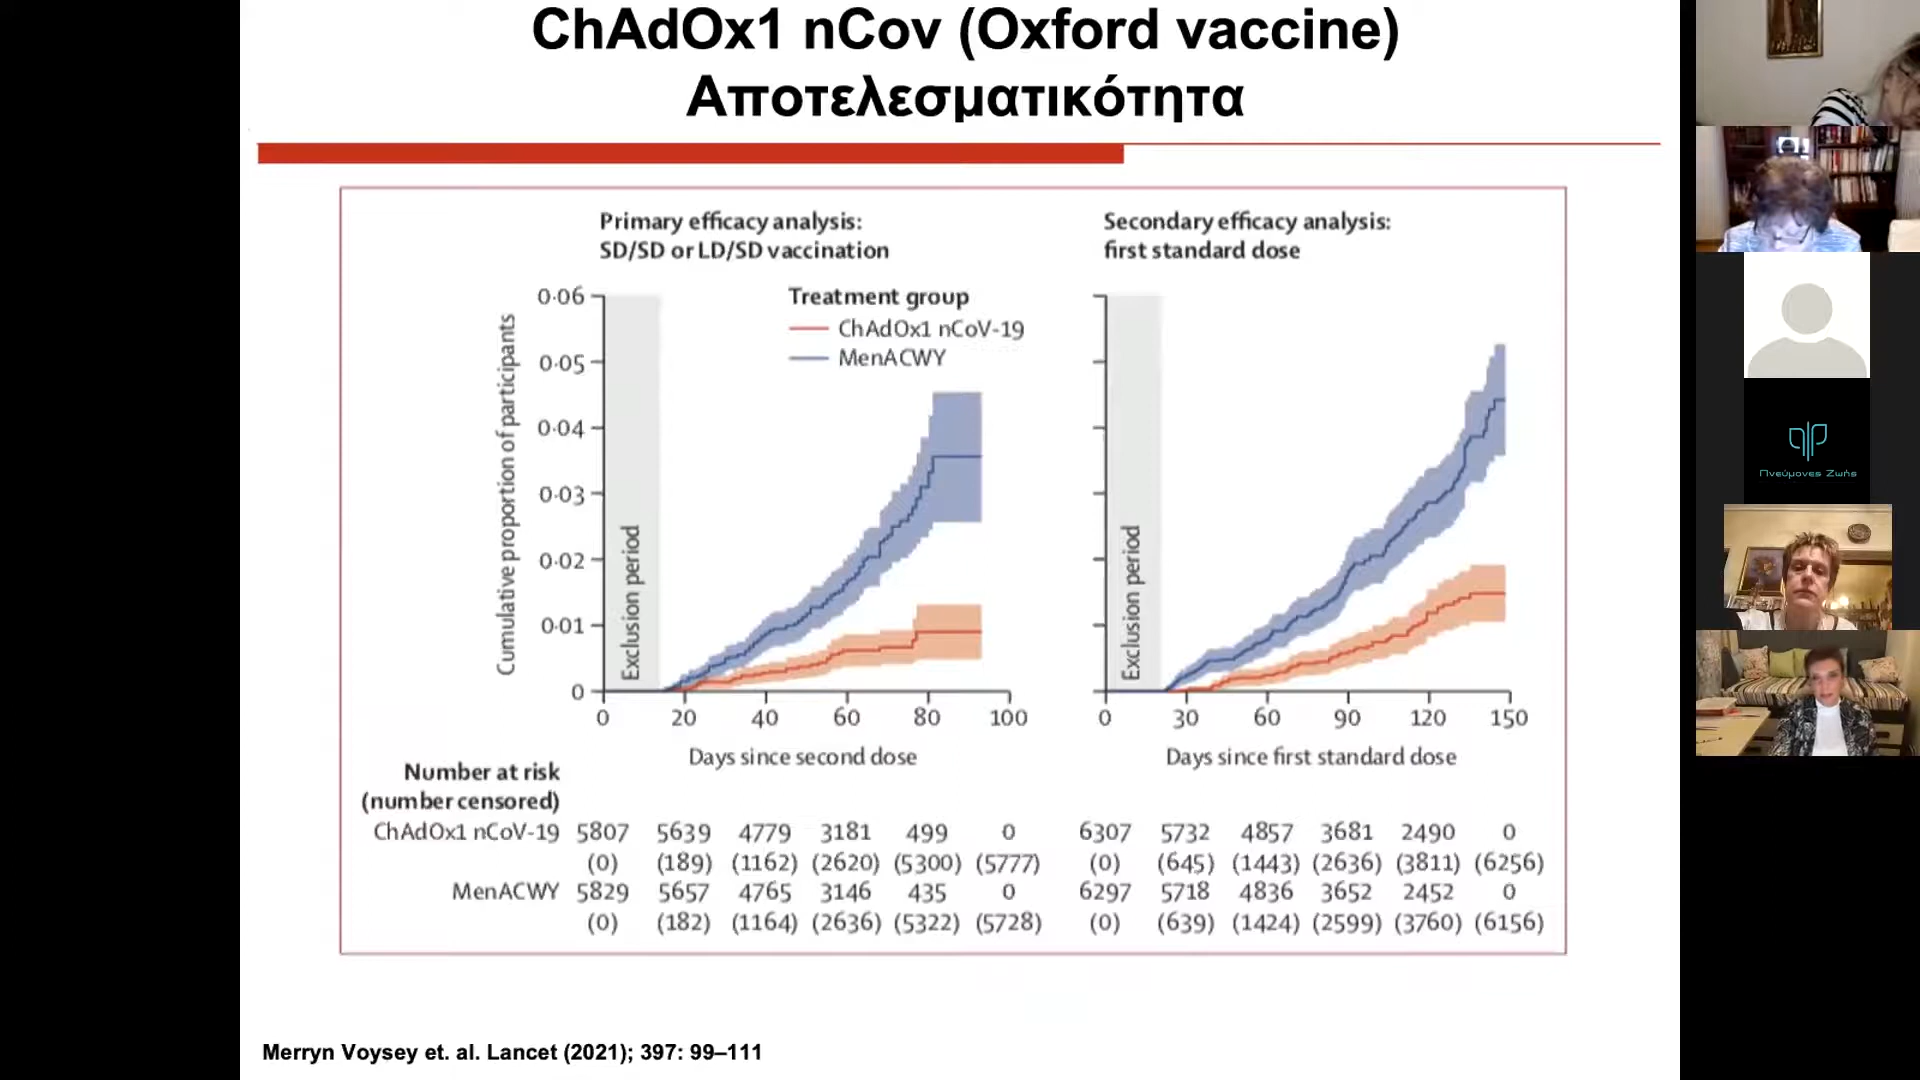 ChAdOx1 nCov (Oxford vaccine)
Αποτελεσματικότητα
Primary efficacy analysis:
SD/SD or LD/SD vaccination
Secondary efficacy analysis:
first standard dose
Treatment group
ChAdOx1 nCoV-19
MenACWY
Cumulative proportion of participants
0·06
0·05
0·04
0·03
0·02
0·01
0
Exclusion period
Exclusion period
0 20 40 60 80 100
0 30 60 90 120 150
Days since second dose
Days since first standard dose
Number at risk
(number censored)
ChAdOx1 nCoV-19 5807 5639 4779 3181 499 0 6307 5732 4857 3681 2490 0
(0) (189) (1162) (2620) (5300) (5777) (0) (645) (1443) (2636) (3811) (6256)
MenACWY 5829 5657 4765 3146 435 0 6297 5718 4836 3652 2452 0
(0) (182) (1164) (2636) (5322) (5728) (0) (639) (1424) (2599) (3760) (6156)
Merryn Voysey et. al. Lancet (2021); 397: 99–111
Πνεύμονες Ζωής